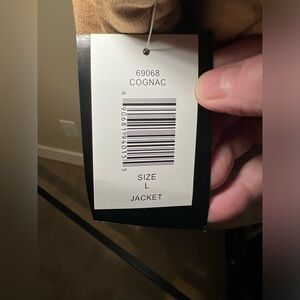 69068
COGNAC
SIZE
L
JACKET